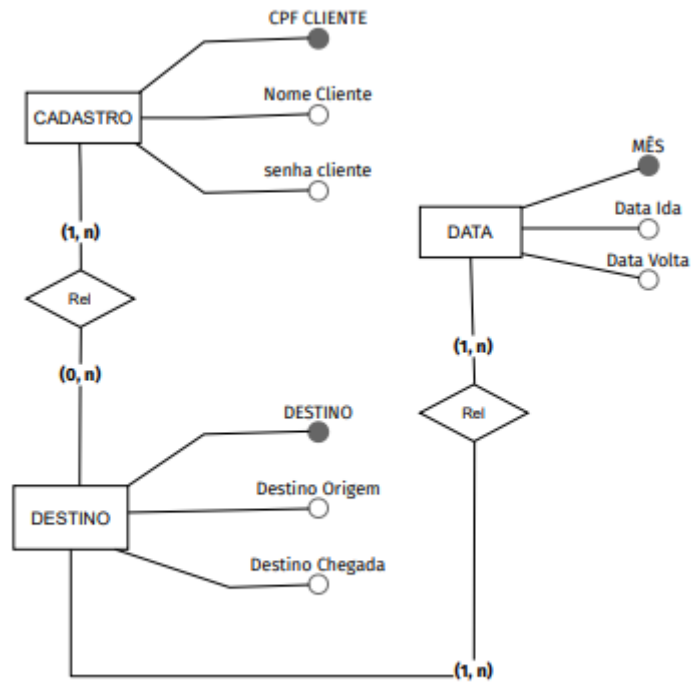 CPF CLIENTE
CADASTRO
Nome Cliente
senha cliente
(1, n)
Rel
(0, n)
MÊS
DATA
Data Ida
Data Volta
(1, n)
Rel
DESTINO
DESTINO
Destino Origem
Destino Chegada
(1, n)